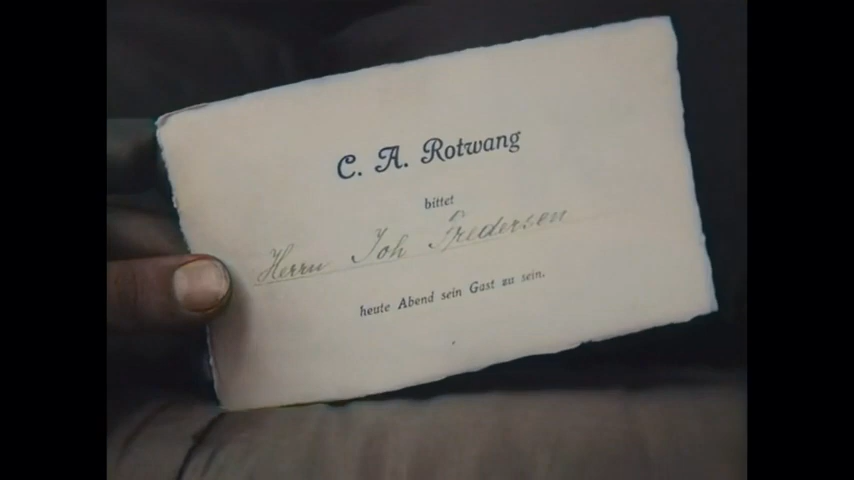 C. A. Rotwang
bittet
Herrn Joh Fredersen
heute Abend sein Gast zu sein.